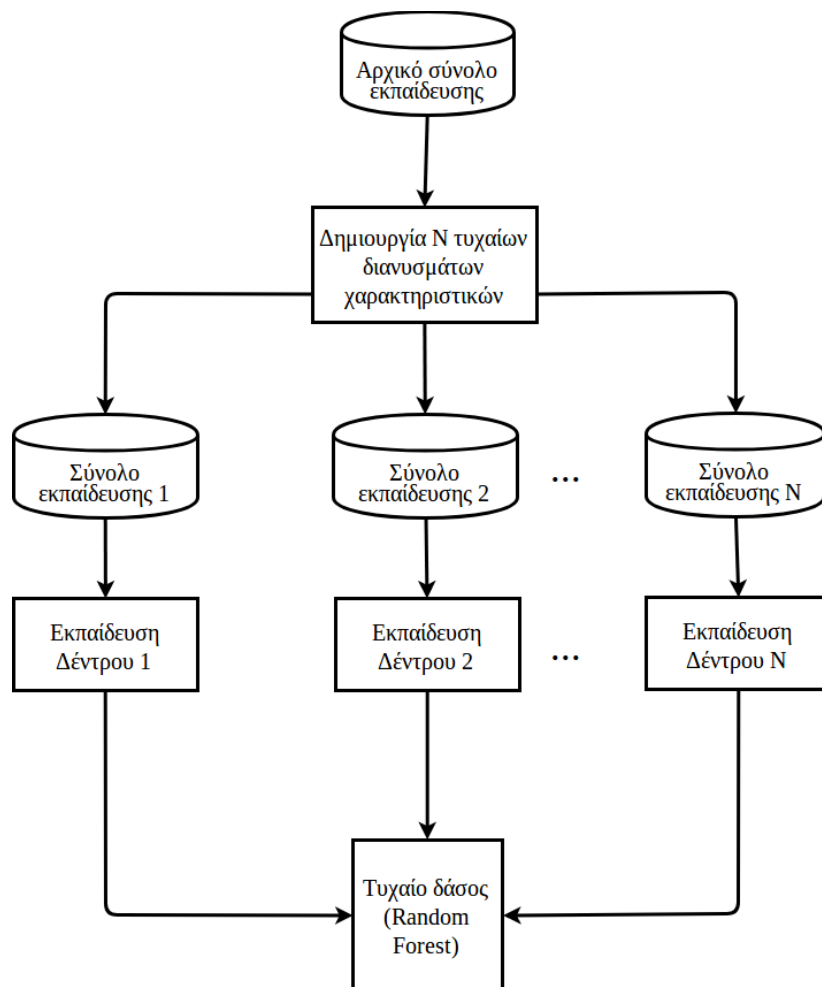 Αρχικό σύνολο
εκπαίδευσης
Δημιουργία Ν τυχαίων
διανυσμάτων
χαρακτηριστικών
Σύνολο
εκπαίδευσης 1
Σύνολο
εκπαίδευσης 2
...
Σύνολο
εκπαίδευσης Ν
Εκπαίδευση
Δέντρου 1
Εκπαίδευση
Δέντρου 2
...
Εκπαίδευση
Δέντρου Ν
Τυχαίο δάσος
(Random
Forest)